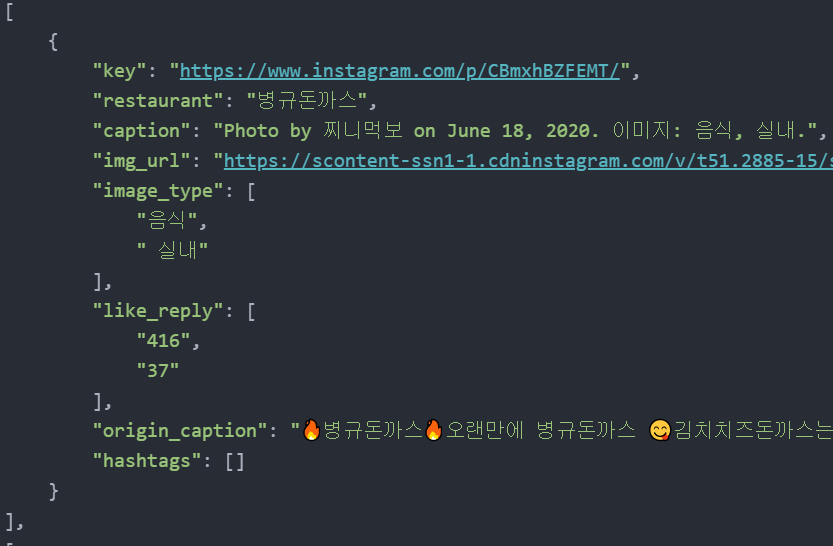 [
{
"key": "https://www.instagram.com/p/CBmxhBZFEMT/",
"restaurant": "병규돈까스",
"caption": "Photo by 찌니먹보 on June 18, 2020. 이미지: 음식, 실내.",
"img_url": "https://scontent-ssn1-1.cdninstagram.com/v/t51.2885-15/s
"image_type": [
"음식",
" 실내"
],
"like_reply": [
"416",
"37"
],
"origin_caption": "🔥병규돈까스🔥오랜만에 병규돈까스 😋김치치즈돈까스는
"hashtags": []
}
],